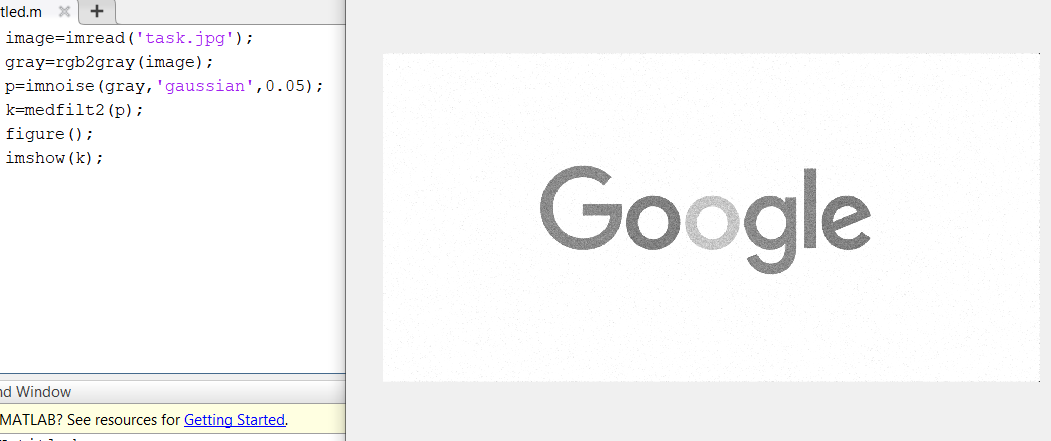 tled.m
image=imread('task.jpg');
gray=rgb2gray(image);
p=imnoise(gray,'gaussian',0.05);
k=medfilt2(p);
figure();
imshow(k);
Google
nd Window
MATLAB? See resources for Getting Started.